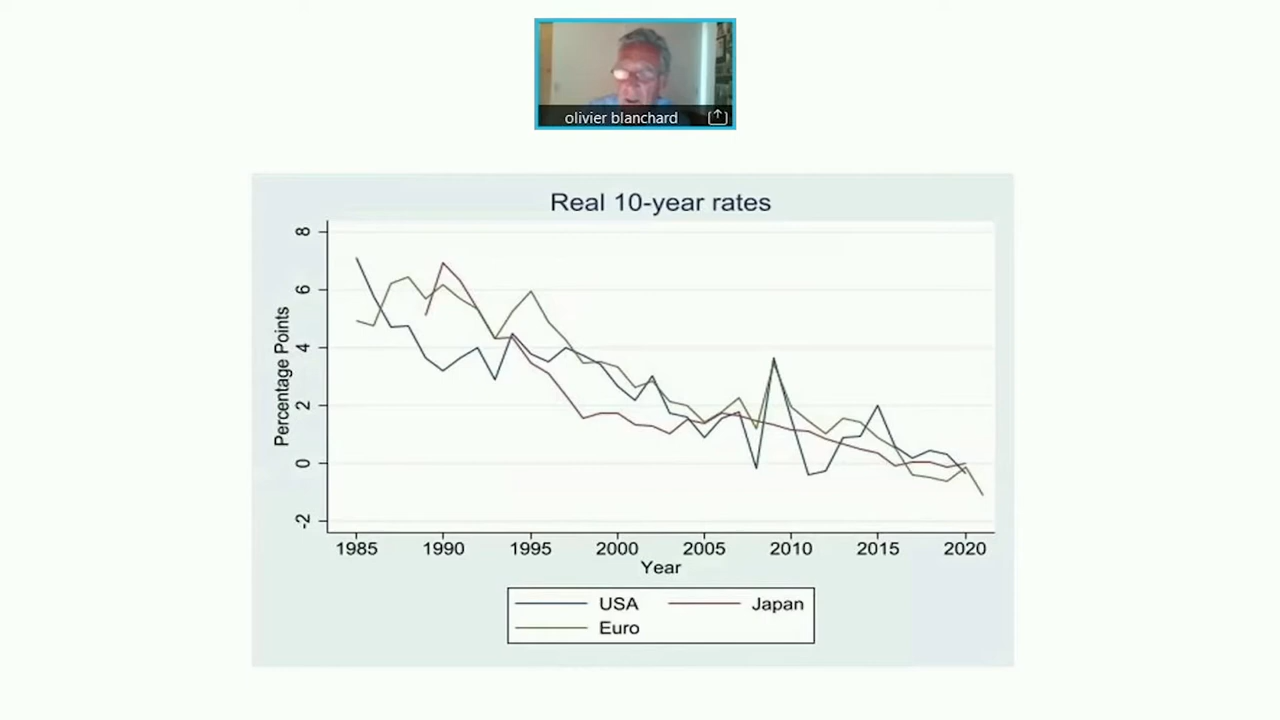 olivier blanchard
Real 10-year rates
8
6
4
2
0
-2
Percentage Points
1985 1990 1995 2000 2005 2010 2015 2020
Year
USA Japan
Euro